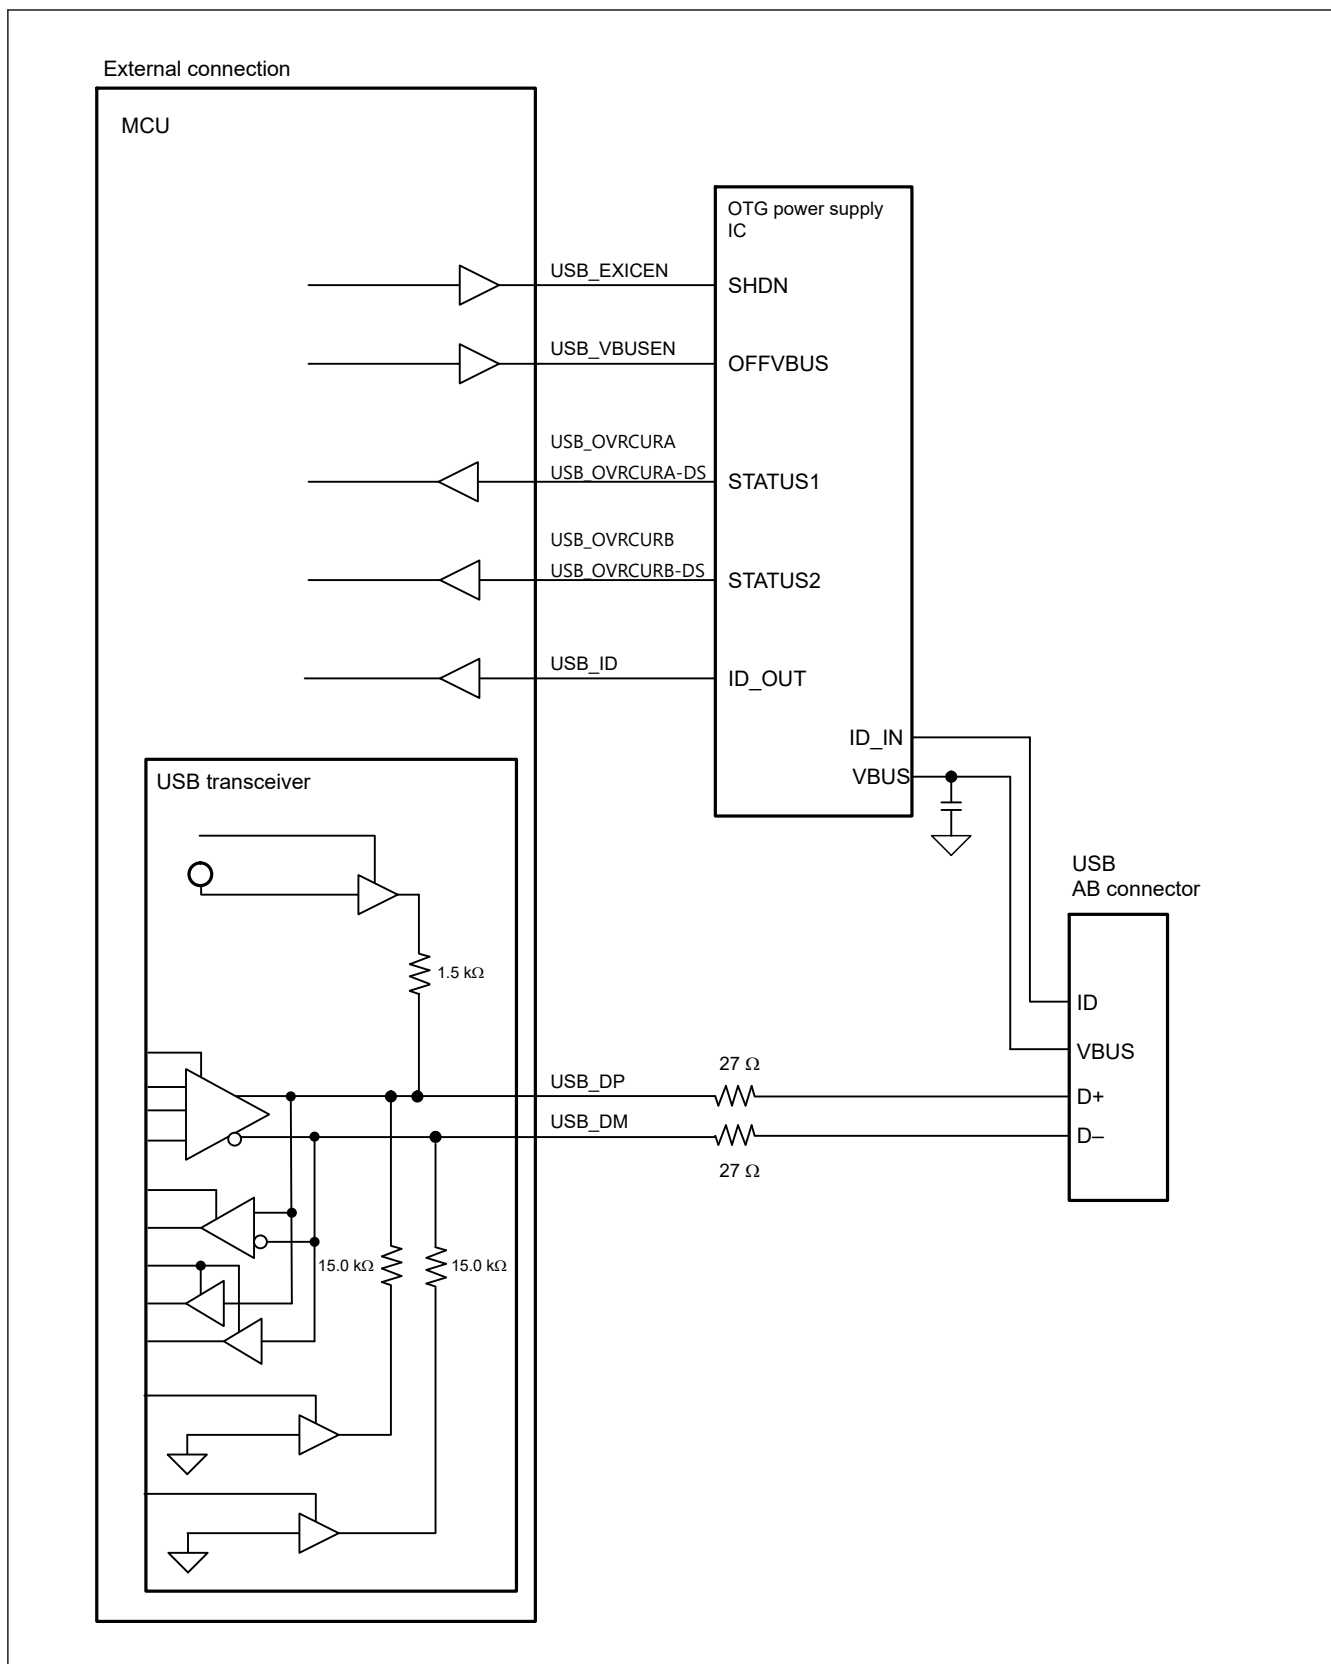 External connection
MCU
OTG power supply
IC
USB_EXICEN
SHDN
USB_VBUSEN
OFFVBUS
USB_OVRCURA
USB_OVRCURA-DS
STATUS1
USB_OVRCURB
USB_OVRCURB-DS
STATUS2
USB_ID
ID_OUT
ID_IN
VBUS
USB transceiver
USB
AB connector
1.5 kΩ
ID
VBUS
27 Ω
USB_DP
D+
USB_DM
D–
27 Ω
15.0 kΩ
15.0 kΩ